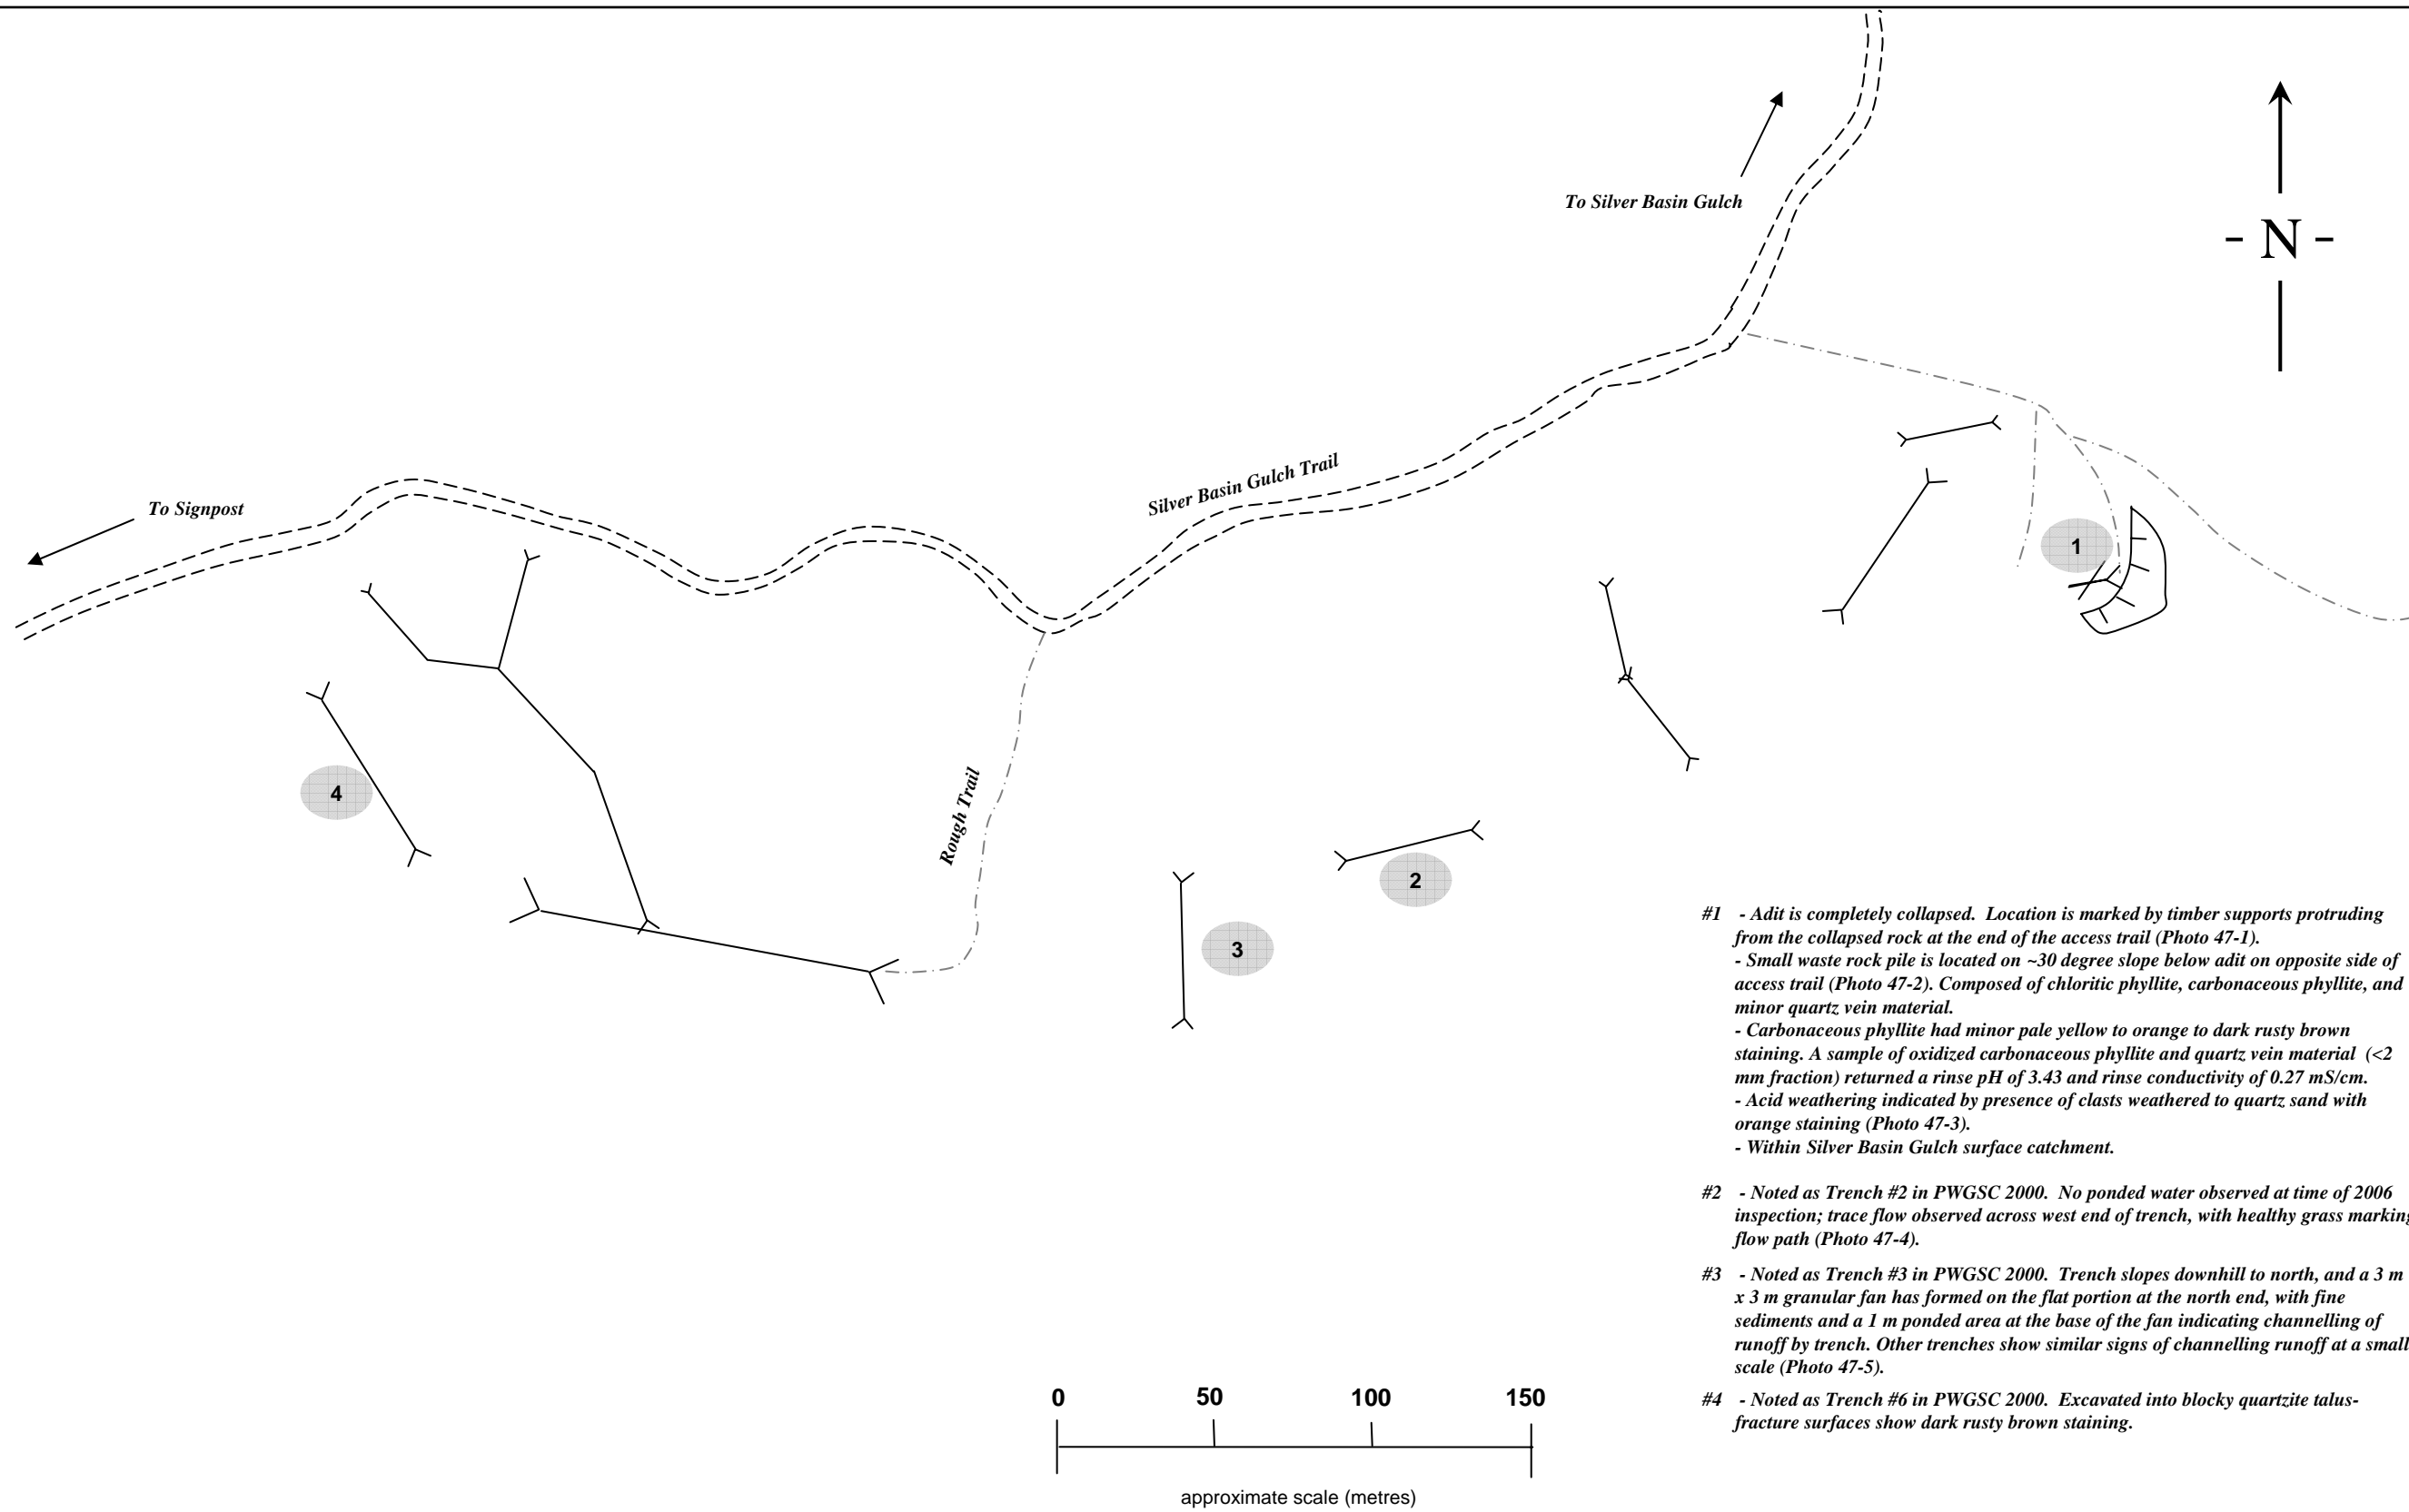 To Silver Basin Gulch
- N -
Silver Basin Gulch Trail
To Signpost
1
4
Rough Trail
2
3
#1 - Adit is completely collapsed. Location is marked by timber supports protruding
from the collapsed rock at the end of the access trail (Photo 47-1).
- Small waste rock pile is located on ~30 degree slope below adit on opposite side of
access trail (Photo 47-2). Composed of chloritic phyllite, carbonaceous phyllite, and
minor quartz vein material.
- Carbonaceous phyllite had minor pale yellow to orange to dark rusty brown
staining. A sample of oxidized carbonaceous phyllite and quartz vein material (<2
mm fraction) returned a rinse pH of 3.43 and rinse conductivity of 0.27 mS/cm.
- Acid weathering indicated by presence of clasts weathered to quartz sand with
orange staining (Photo 47-3).
- Within Silver Basin Gulch surface catchment.
#2 - Noted as Trench #2 in PWGSC 2000. No ponded water observed at time of 2006
inspection; trace flow observed across west end of trench, with healthy grass marking
flow path (Photo 47-4).
#3 - Noted as Trench #3 in PWGSC 2000. Trench slopes downhill to north, and a 3 m
x 3 m granular fan has formed on the flat portion at the north end, with fine
sediments and a 1 m ponded area at the base of the fan indicating channelling of
runoff by trench. Other trenches show similar signs of channelling runoff at a small
scale (Photo 47-5).
#4 - Noted as Trench #6 in PWGSC 2000. Excavated into blocky quartzite talus-
fracture surfaces show dark rusty brown staining.
0 50 100 150
approximate scale (metres)